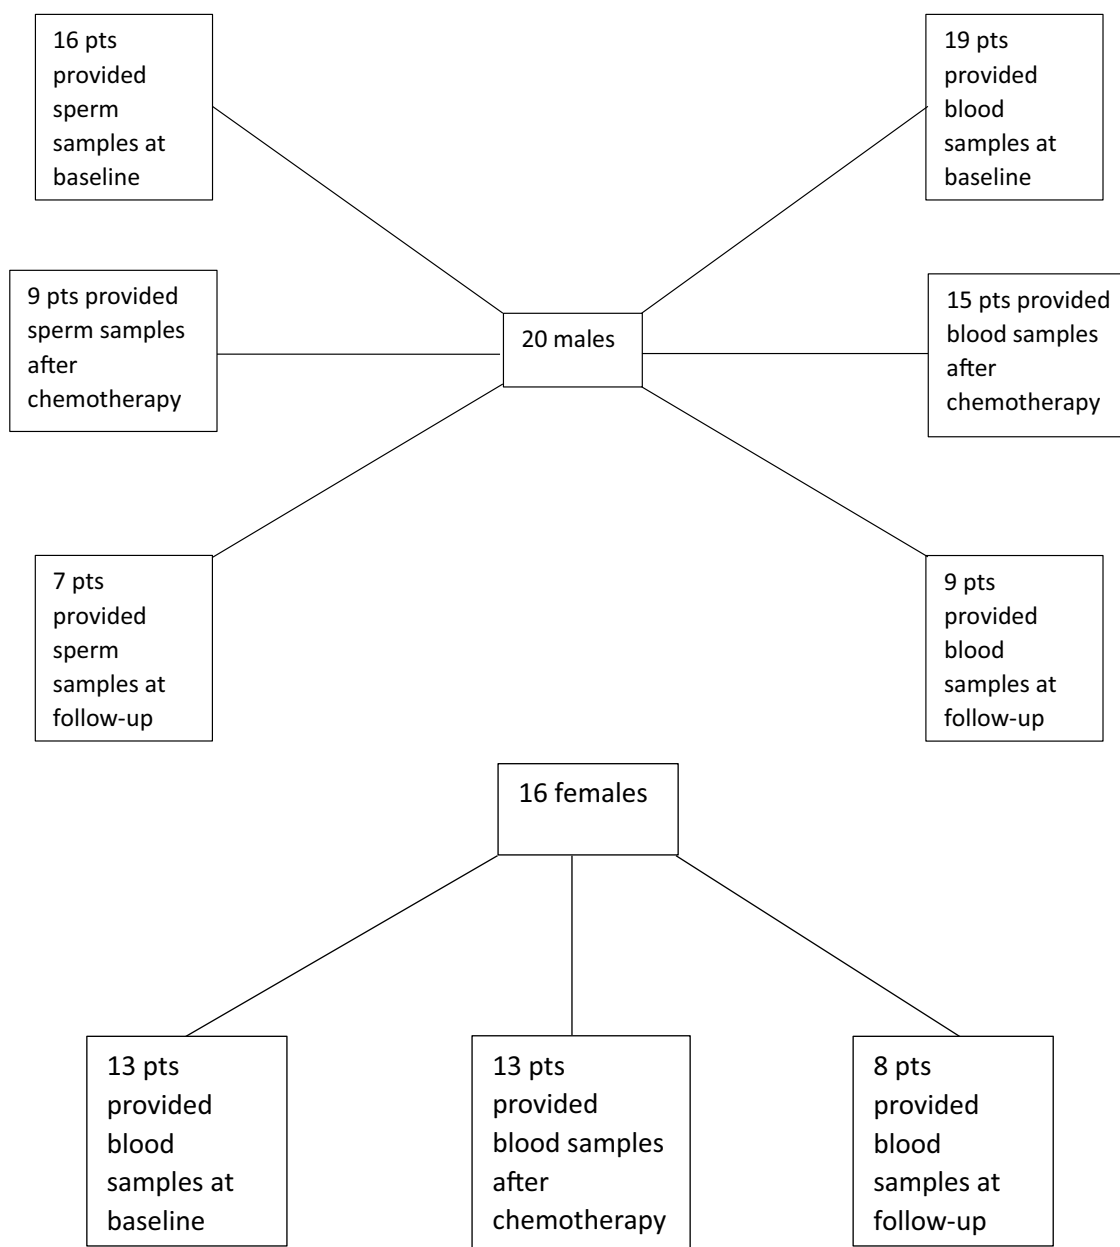 16 pts
provided
sperm
samples at
baseline
19 pts
provided
blood
samples at
baseline
9 pts provided
sperm samples
after
chemotherapy
20 males
15 pts provided
blood samples
after
chemotherapy
7 pts
provided
sperm
samples at
follow-up
9 pts
provided
blood
samples at
follow-up
16 females
13 pts
provided
blood
samples at
baseline
13 pts
provided
blood samples
after
chemotherapy
8 pts
provided
blood
samples at
follow-up